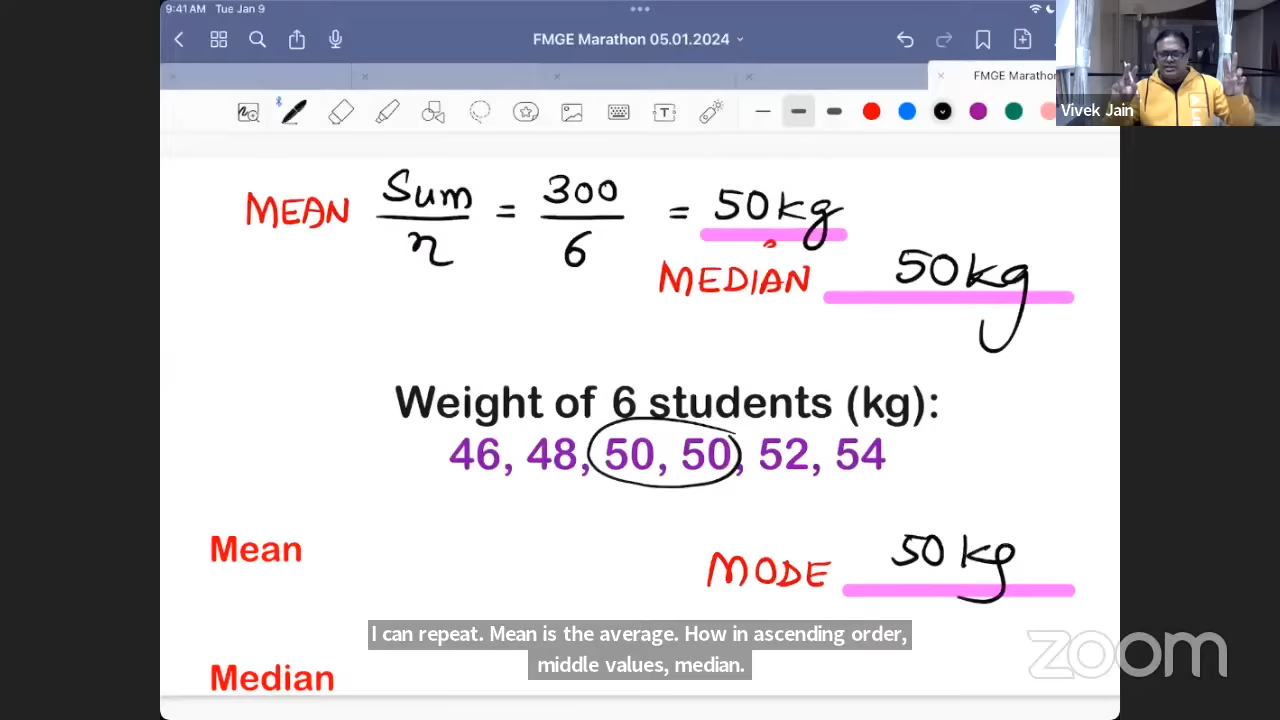 9:41 AM Tue Jan 9
FMGE Marathon 05.01.2024
FMGE Marathon
Vivek Jain
MEAN Sum/n = 300/6 = 50kg
MEDIAN 50kg
Weight of 6 students (kg):
46, 48, 50, 50, 52, 54
Mean
MODE 50kg
I can repeat. Mean is the average. How in ascending order,
middle values, median.
zoom
Median